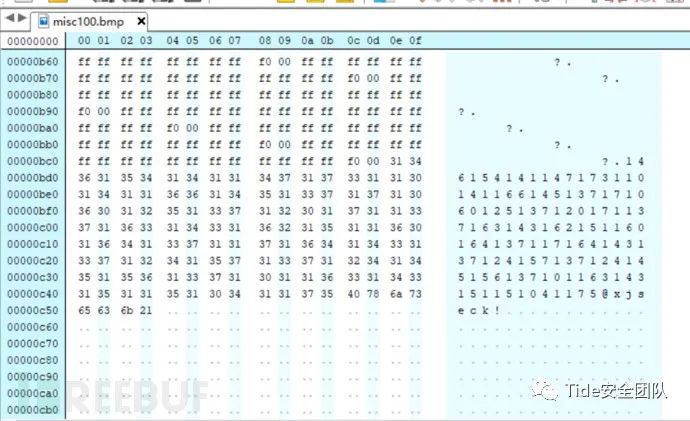 misc100.bmp
00000000 00 01 02 03 04 05 06 07 08 09 0a 0b 0c 0d 0e 0f
00000b60 ff ff ff ff ff ff ff ff f0 00 ff ff ff ff ff ff ?.
00000b70 ff ff ff ff ff ff ff ff ff ff ff ff f0 00 ff ff ?.
00000b80 ff ff ff ff ff ff ff ff ff ff ff ff ff ff ff ff
00000b90 f0 00 ff ff ff ff ff ff ff ff ff ff ff ff ff ff ?.
00000ba0 ff ff ff ff f0 00 ff ff ff ff ff ff ff ff ff ff ?.
00000bb0 ff ff ff ff ff ff ff ff f0 00 ff ff ff ff ff ff ?.
00000bc0 ff ff ff ff ff ff ff ff ff ff ff ff f0 00 31 34 ?.14
00000bd0 36 31 35 34 31 34 31 31 34 37 31 37 33 31 31 30 6154141147173110
00000be0 31 34 31 31 36 36 31 34 35 31 33 37 31 37 31 30 1411661451371710
00000bf0 36 30 31 32 35 31 33 37 31 32 30 31 37 31 31 33 6012513712017113
00000c00 37 31 36 33 31 34 33 31 36 32 31 35 31 31 36 30 7163143162151160
00000c10 31 36 34 31 33 37 31 31 37 31 36 34 31 34 33 31 1641371171641431
00000c20 33 37 31 32 34 31 35 37 31 33 37 31 32 34 31 34 3712415713712414
00000c30 35 31 35 36 31 33 37 31 30 31 31 36 33 31 34 33 5156137101163143
00000c40 31 35 31 31 35 31 30 34 31 31 37 35 40 78 6a 73 151151041175@xjs
00000c50 65 63 6b 21 .. .. .. .. .. .. .. .. .. .. .. .. eck!
00000c60 .. .. .. .. .. .. .. .. .. .. .. .. .. .. .. ..
00000c70 .. .. .. .. .. .. .. .. .. .. .. .. .. .. .. ..
00000c80 .. .. .. .. .. .. .. .. .. .. .. .. .. .. .. ..
00000c90 .. .. .. .. .. .. .. .. .. .. .. .. .. .. .. ..
00000ca0 .. .. .. .. .. .. .. .. .. .. .. .. .. .. .. ..
00000cb0 .. .. .. .. .. .. .. .. .. .. .. .. .. .. .. ..
REEBUF
Tide安全团队